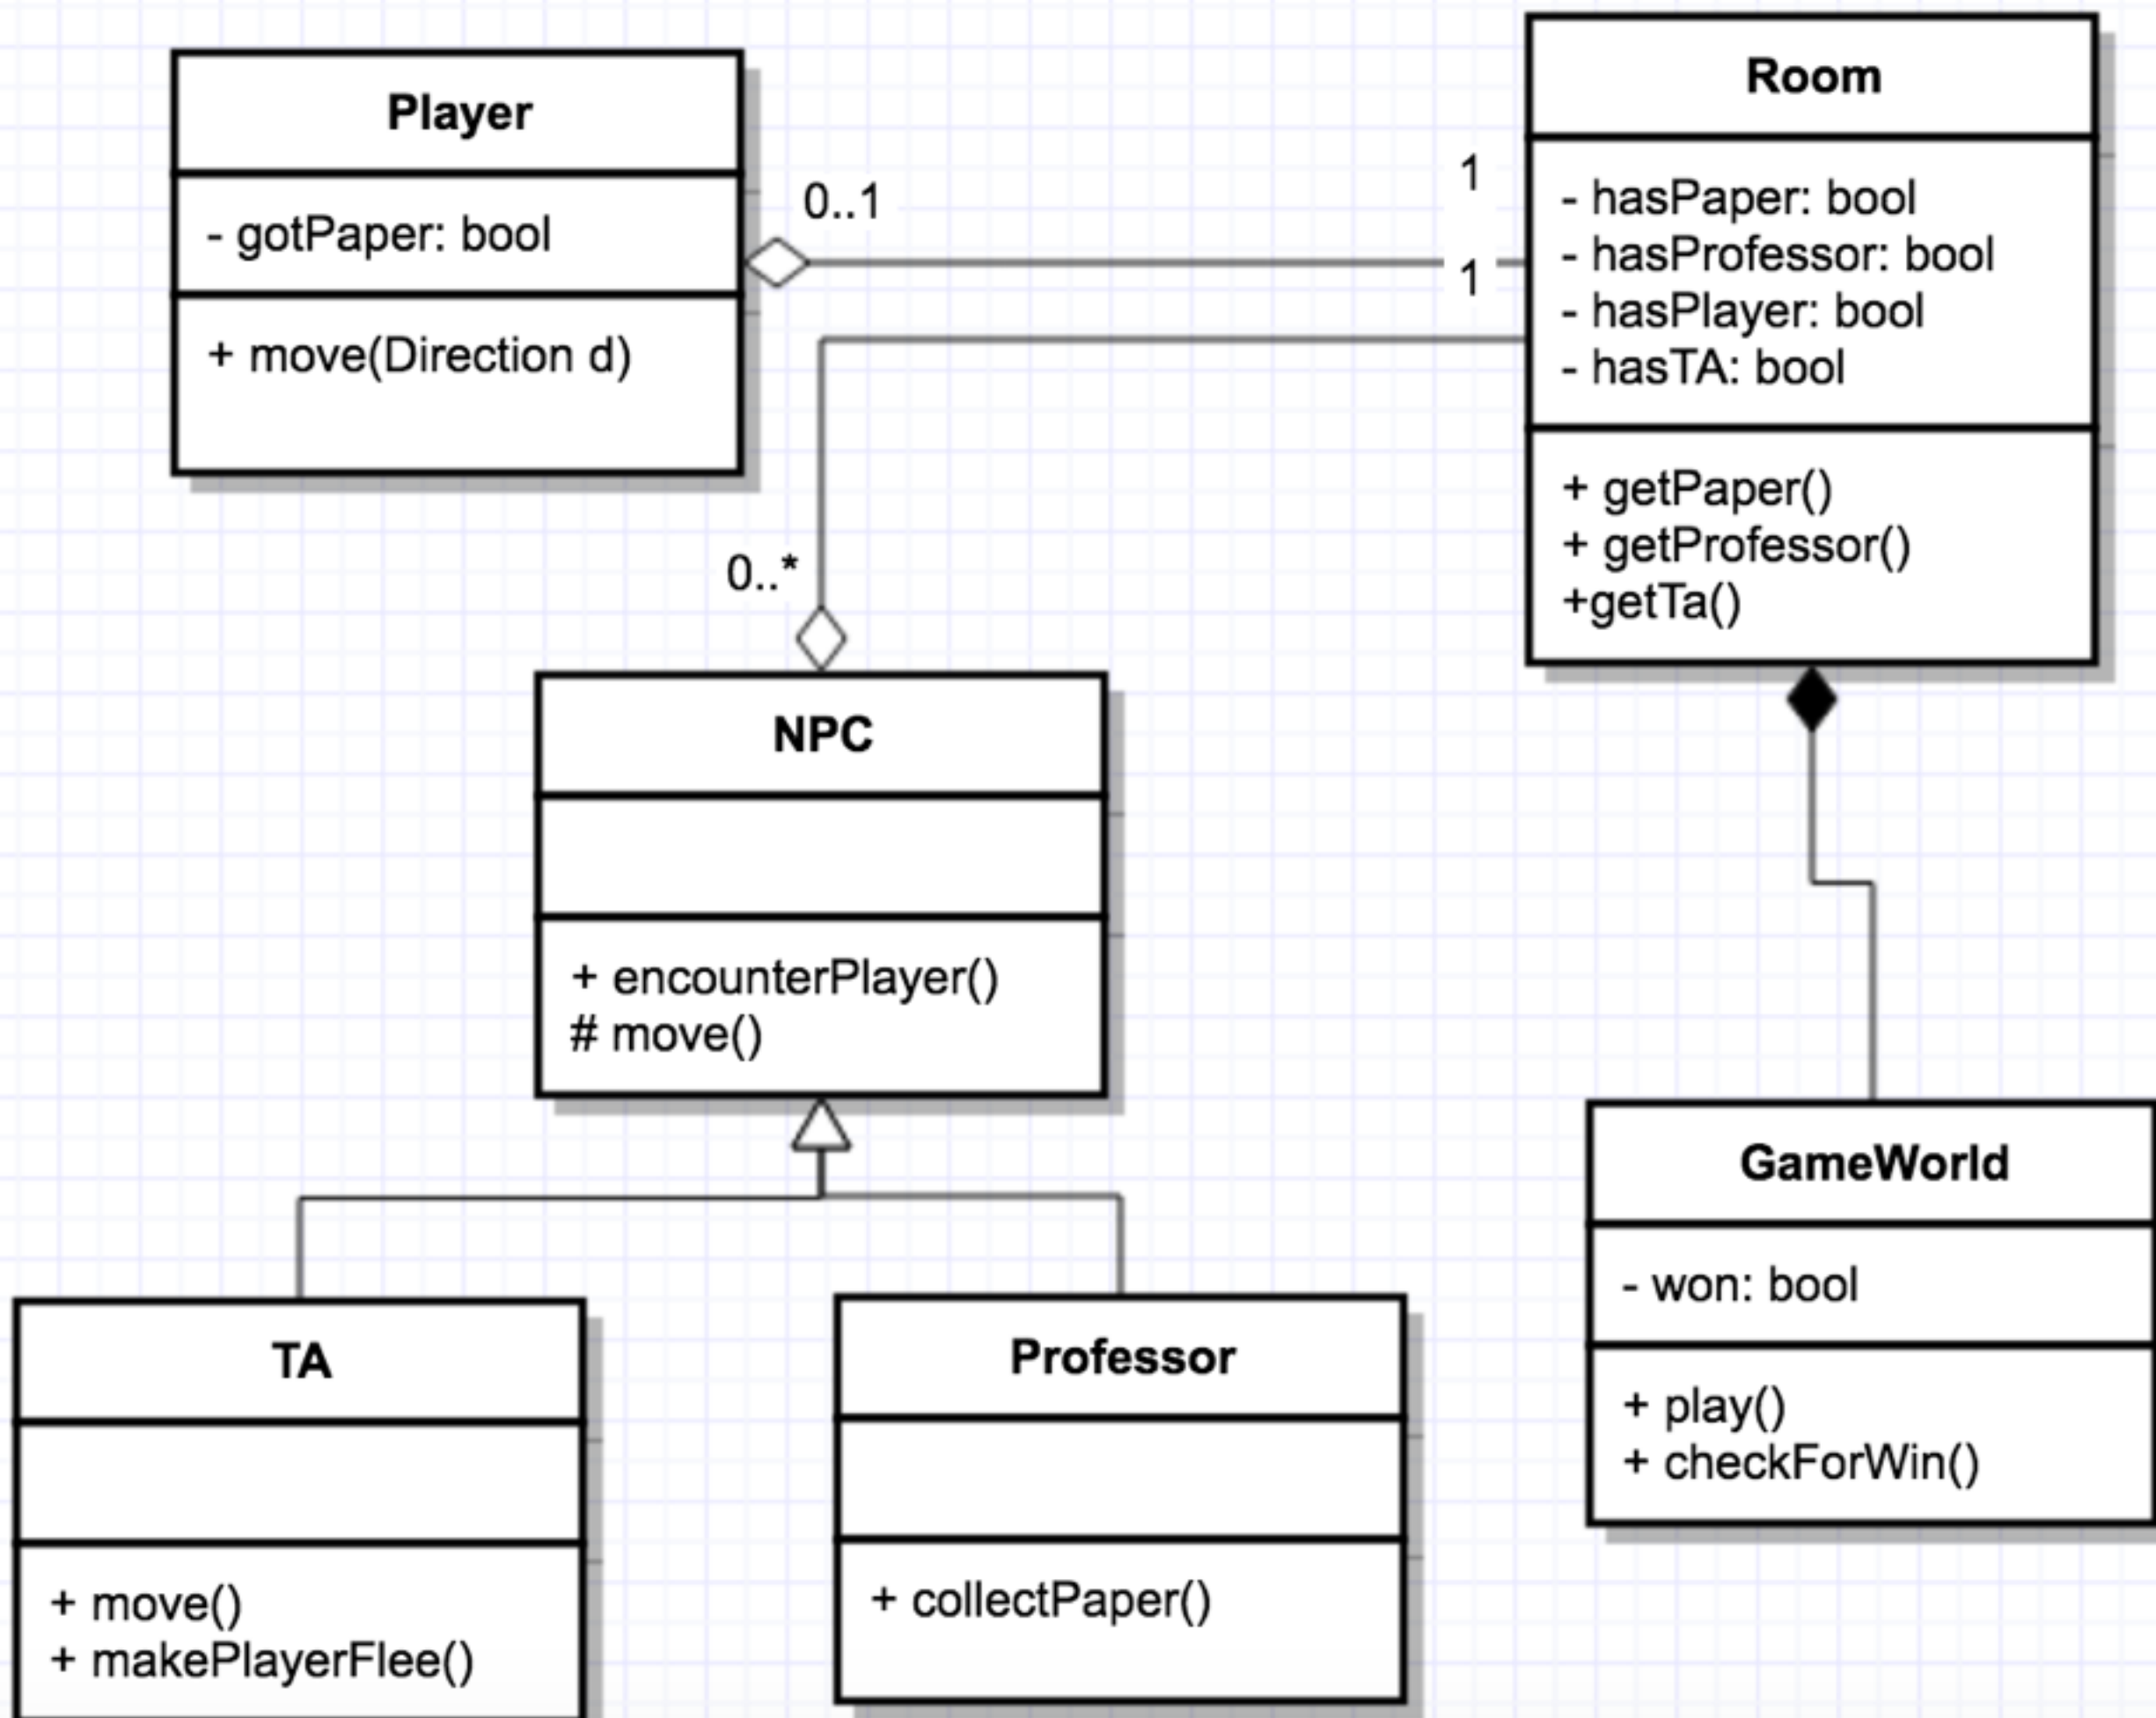 Player
- gotPaper: bool
+ move(Direction d)
0..1
1
1
Room
- hasPaper: bool
- hasProfessor: bool
- hasPlayer: bool
- hasTA: bool
+ getPaper()
+ getProfessor()
+getTa()
0..*
NPC
+ encounterPlayer()
# move()
TA
+ move()
+ makePlayerFlee()
Professor
+ collectPaper()
GameWorld
- won: bool
+ play()
+ checkForWin()